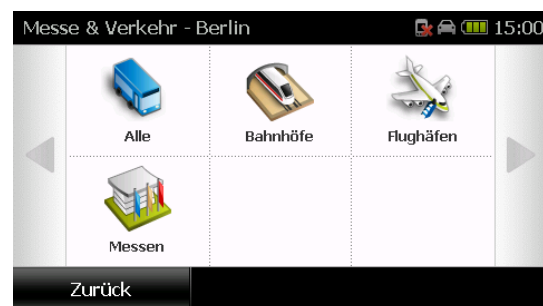 Messe & Verkehr - Berlin 15:00
Alle Bahnhöfe Flughäfen
Messen
Zurück